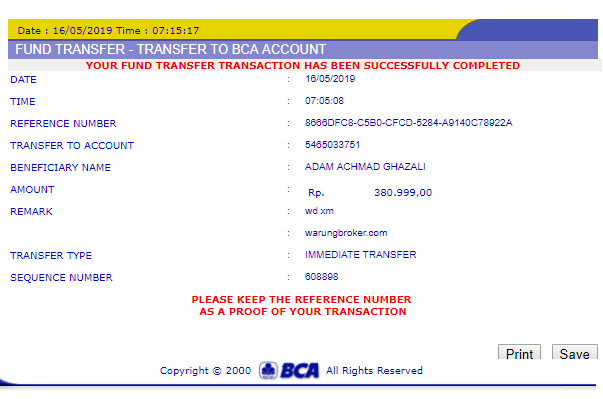 Date : 16/05/2019 Time : 07:15:17
FUND TRANSFER - TRANSFER TO BCA ACCOUNT
YOUR FUND TRANSFER TRANSACTION HAS BEEN SUCCESSFULLY COMPLETED
DATE : 16/05/2019
TIME : 07:05:08
REFERENCE NUMBER : 8666DFC8-C5B0-CFCD-5284-A9140C78922A
TRANSFER TO ACCOUNT : 5465033751
BENEFICIARY NAME : ADAM ACHMAD GHAZALI
AMOUNT : Rp. 380.999,00
REMARK : wd xm
: warungbroker.com
TRANSFER TYPE : IMMEDIATE TRANSFER
SEQUENCE NUMBER : 608898
PLEASE KEEP THE REFERENCE NUMBER
AS A PROOF OF YOUR TRANSACTION
Print Save
Copyright © 2000 BCA All Rights Reserved